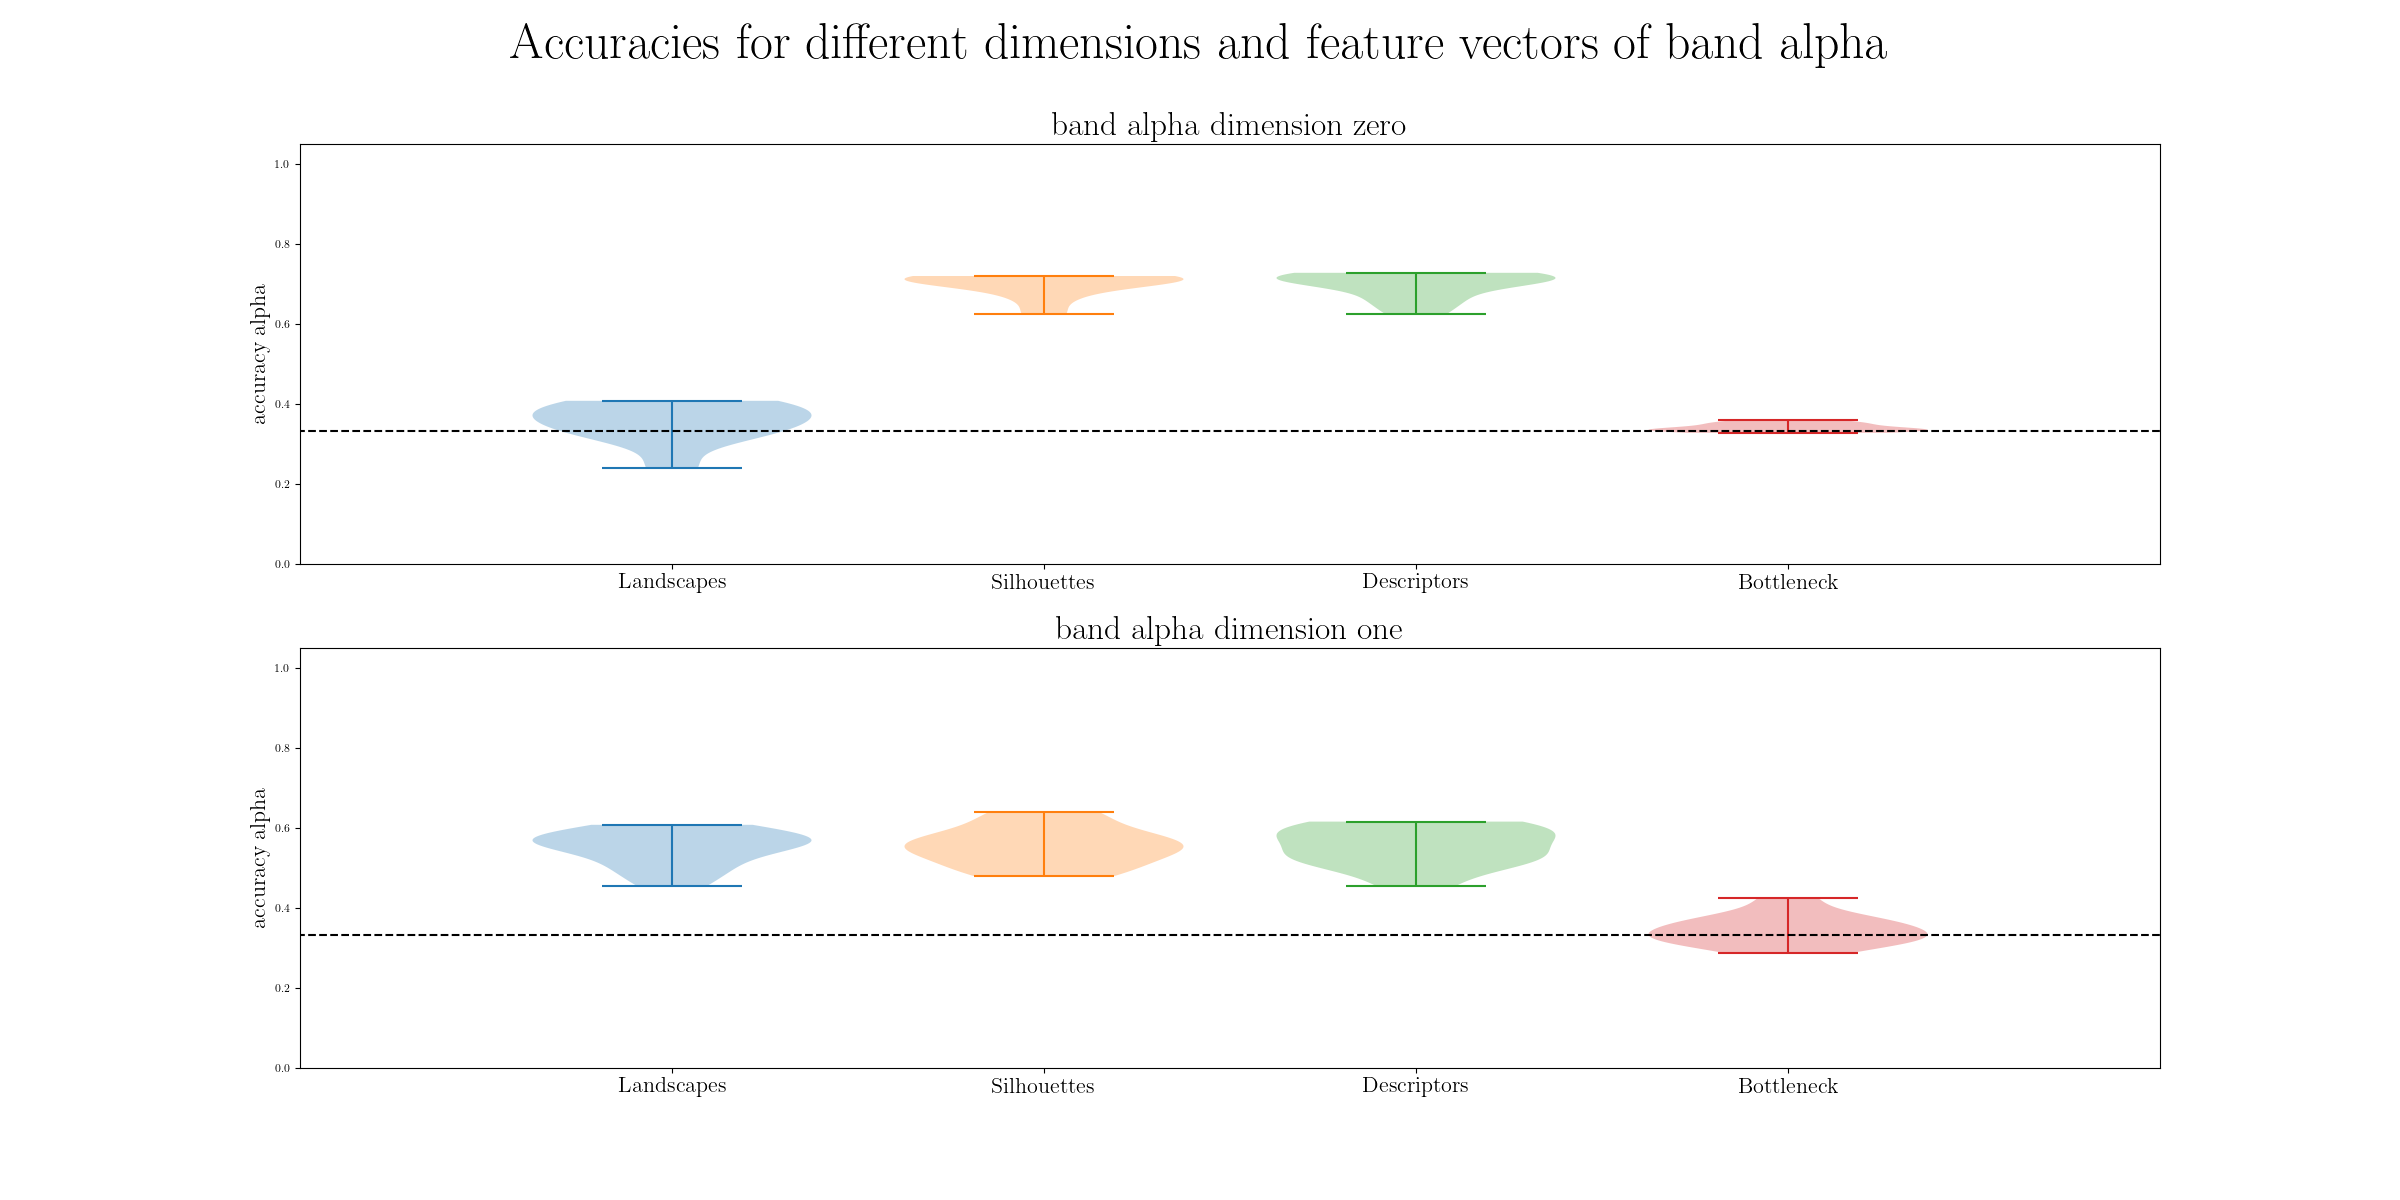 Accuracies for different dimensions and feature vectors of band alpha
band alpha dimension zero
1.0
0.8
0.6
0.4
0.2
0.0
accuracy alpha
Landscapes Silhouettes Descriptors Bottleneck
band alpha dimension one
1.0
0.8
0.6
0.4
0.2
0.0
accuracy alpha
Landscapes Silhouettes Descriptors Bottleneck